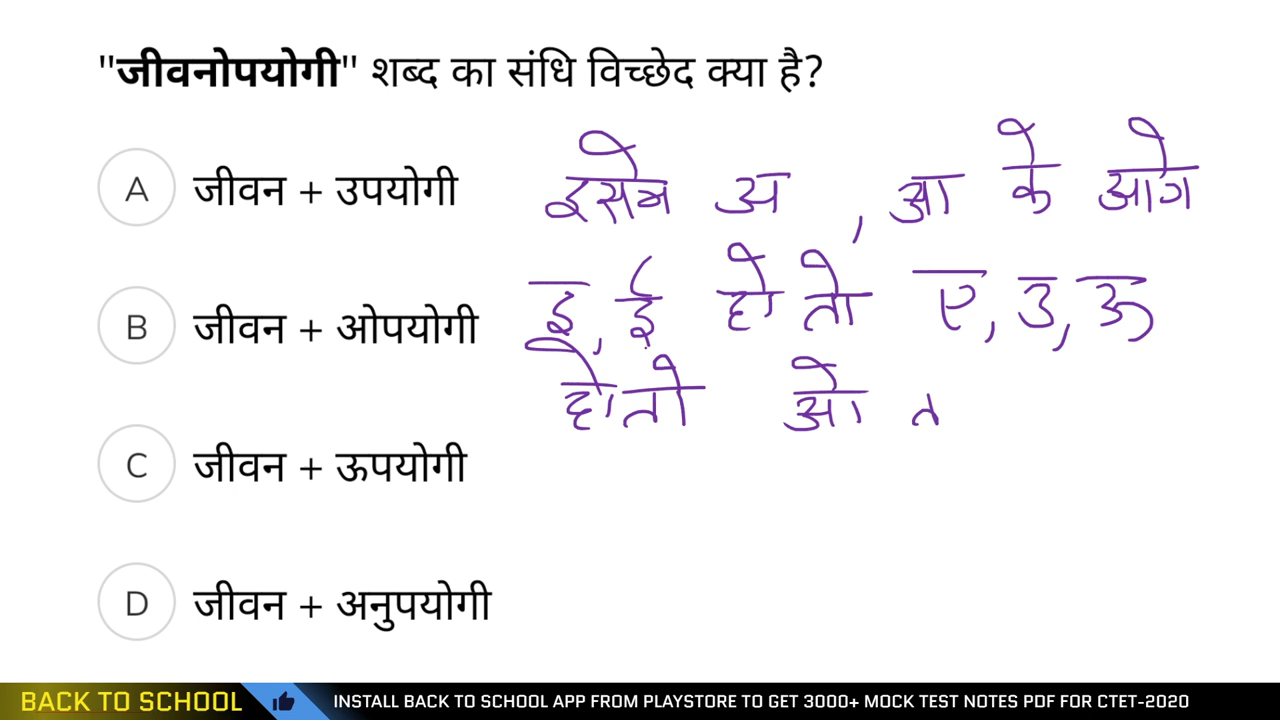 "जीवनोपयोगी" शब्द का संधि विच्छेद क्या है?
A जीवन + उपयोगी
B जीवन + ओपयोगी
C जीवन + ऊपयोगी
D जीवन + अनुपयोगी
इसमे अ , आ के आगे
इ, ई हो तो ए, उ, ऊ
हो तो ओ
BACK TO SCHOOL INSTALL BACK TO SCHOOL APP FROM PLAYSTORE TO GET 3000+ MOCK TEST NOTES PDF FOR CTET-2020